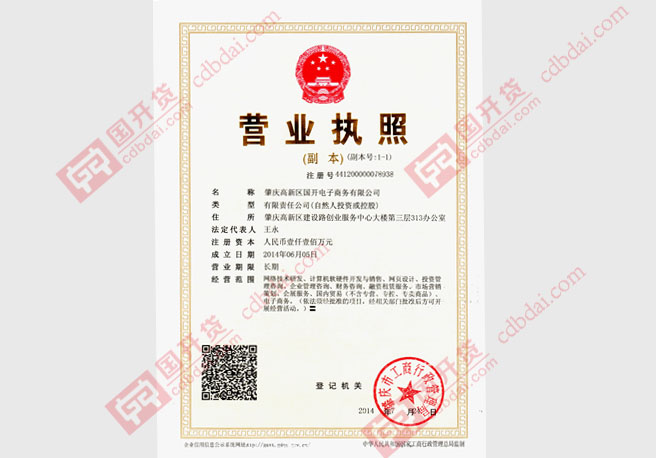 营业执照
(副 本) (副本号:1-1)
注册号 441200000078938
名 称 肇庆高新区国开电子商务有限公司
类 型 有限责任公司(自然人投资或控股)
住 所 肇庆高新区建设路创业服务中心大楼第三层313办公室
法定代表人 王永
注册资本 人民币壹仟壹佰万元
成立日期 2014年06月05日
营业期限 长期
经营范围 网络技术研发、计算机软硬件开发与销售、网页设计、投资管
理咨询、企业管理咨询、财务咨询、融资租赁服务、市场营销
策划、会展服务、国内贸易(不含专营、专控、专卖商品)、
电子商务。(依法须经批准的项目,经相关部门批准后方可开
展经营活动。)
登记机关
肇庆市工商行政管理局
2014 年 7 月 日
企业信用信息公示系统网址
中华人民共和国国家工商行政管理总局监制
国开贷
cdbdai.com
国开贷
cdbdai.com
国开贷
cdbdai.com
国开贷
cdbdai.com